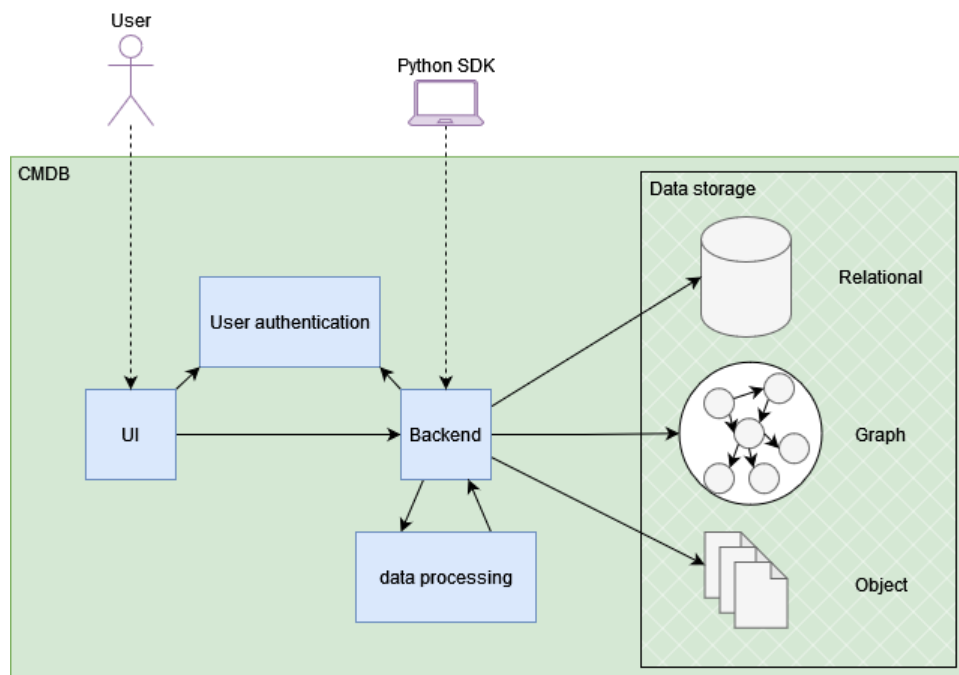 User
Python SDK
CMDB
Data storage
Relational
User authentication
UI
Backend
Graph
data processing
Object